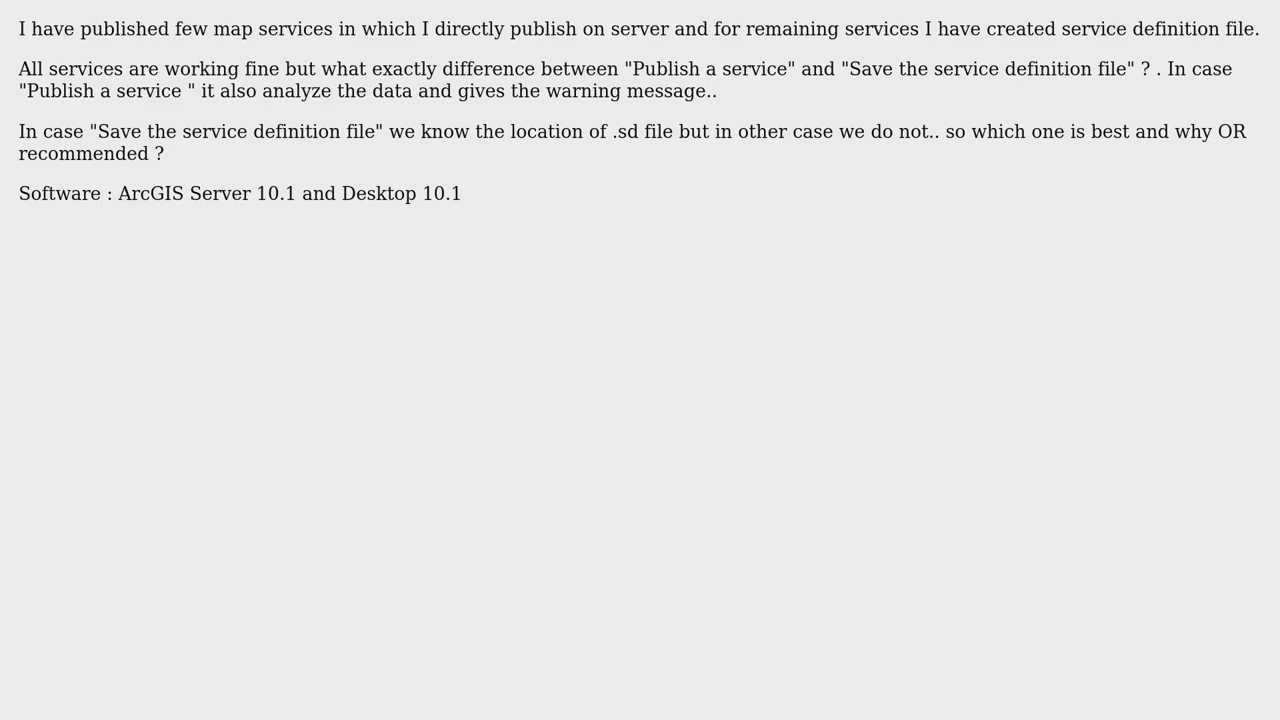 I have published few map services in which I directly publish on server and for remaining services I have created service definition file.
All services are working fine but what exactly difference between "Publish a service" and "Save the service definition file" ? . In case
"Publish a service " it also analyze the data and gives the warning message..
In case "Save the service definition file" we know the location of .sd file but in other case we do not.. so which one is best and why OR
recommended ?
Software : ArcGIS Server 10.1 and Desktop 10.1